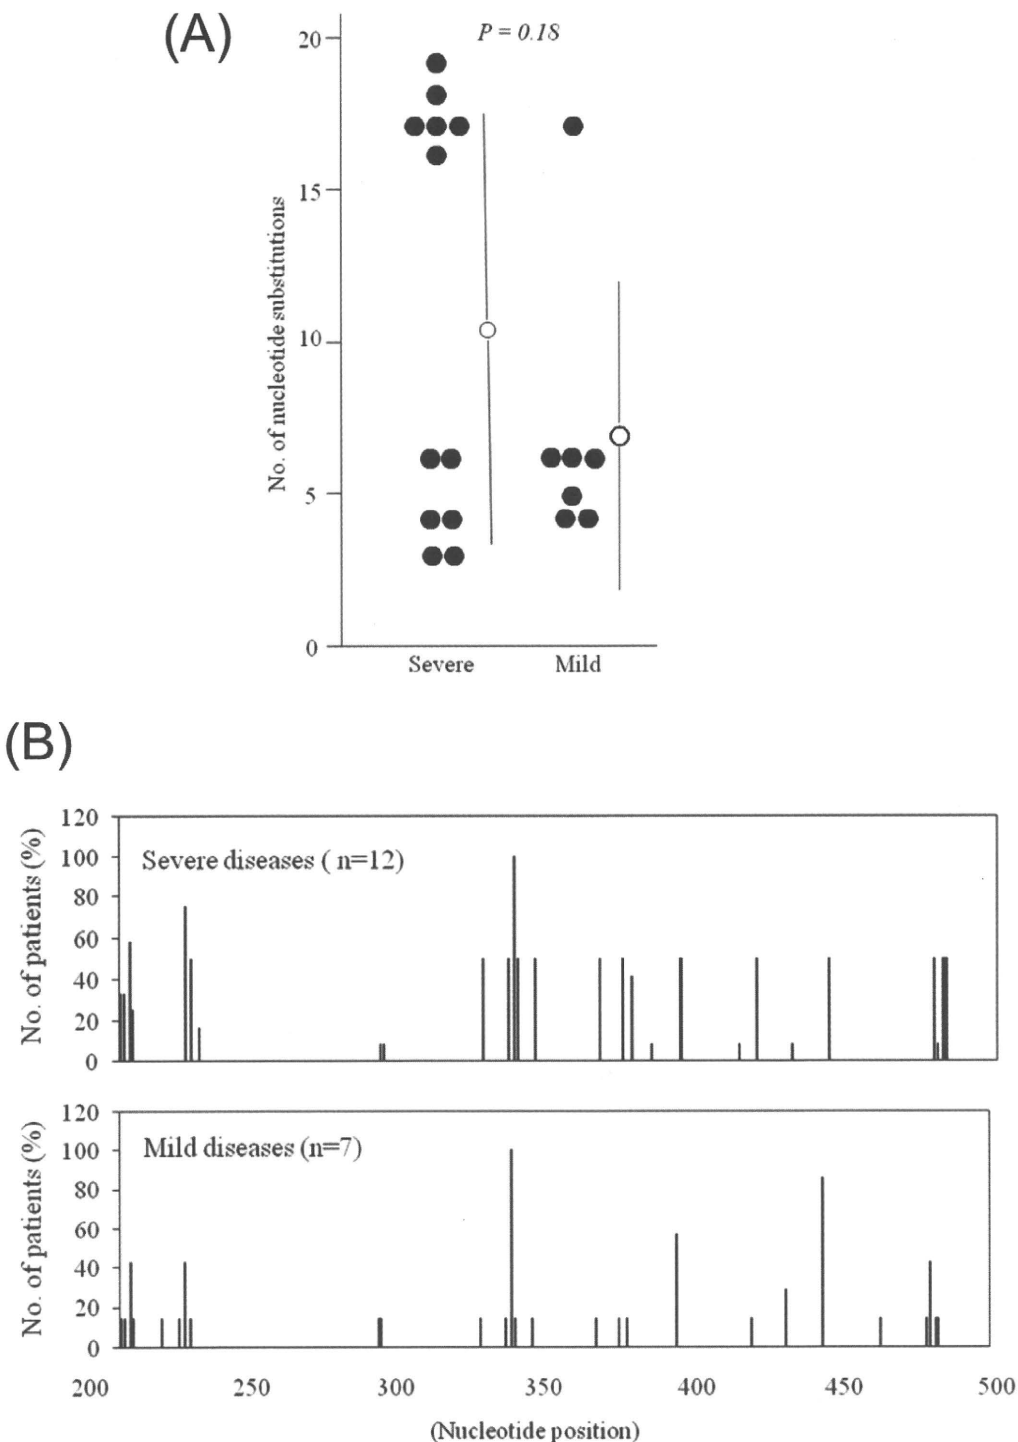 (A)
P = 0.18
No. of nucleotide substitutions
20
15
10
5
0
Severe
Mild
(B)
No. of patients (%)
120
100
80
60
40
20
0
Severe diseases ( n=12)
No. of patients (%)
120
100
80
60
40
20
0
Mild diseases (n=7)
200 250 300 350 400 450 500
(Nucleotide position)